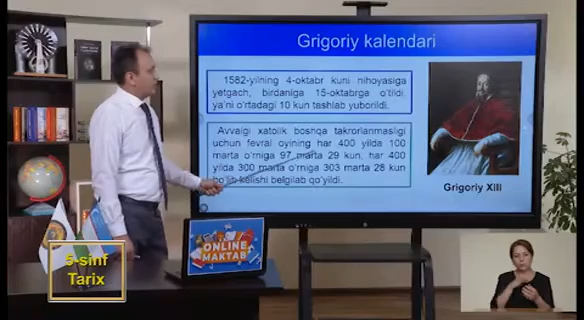 Grigoriy kalendari
1582-yilning 4-oktabr kuni nihoyasiga
yetgach, birdaniga 15-oktabrga o'tildi
ya'ni o'rtadagi 10 kun tashlab yuborildi.
Avvalgi xatolik boshqa takrorlanmasligi
uchun fevral oyining har 400 yilda 100
marta o'rniga 97 marta 29 kun, har 400
yilda 300 marta o'rniga 303 marta 28 kun
bo'lib kelishi belgilab qo'yildi.
Grigoriy XIII
ONLINE
MAKTAB
5-sinf
Tarix